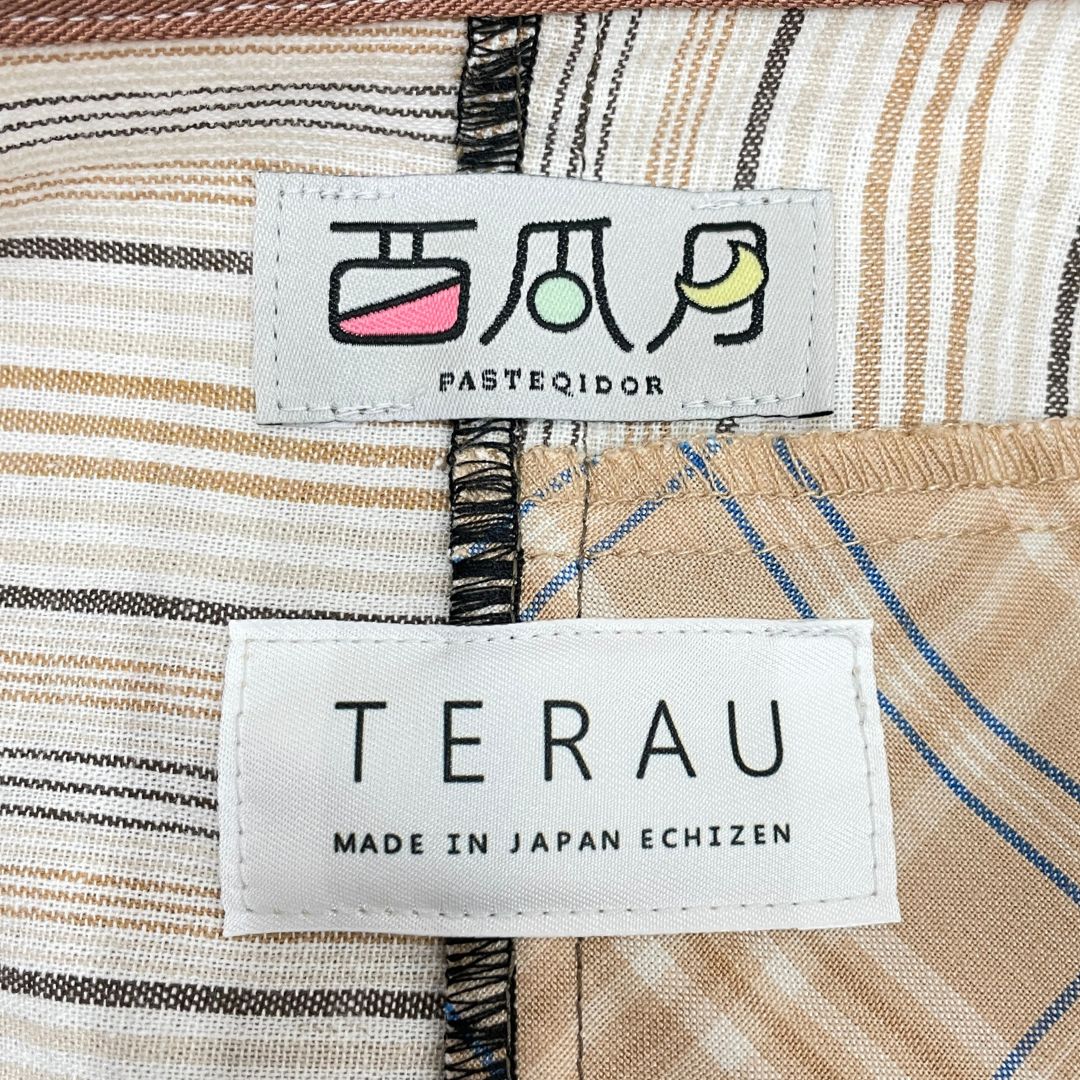 西瓜月
PASTEQIDOR
TERAU
MADE IN JAPAN ECHIZEN